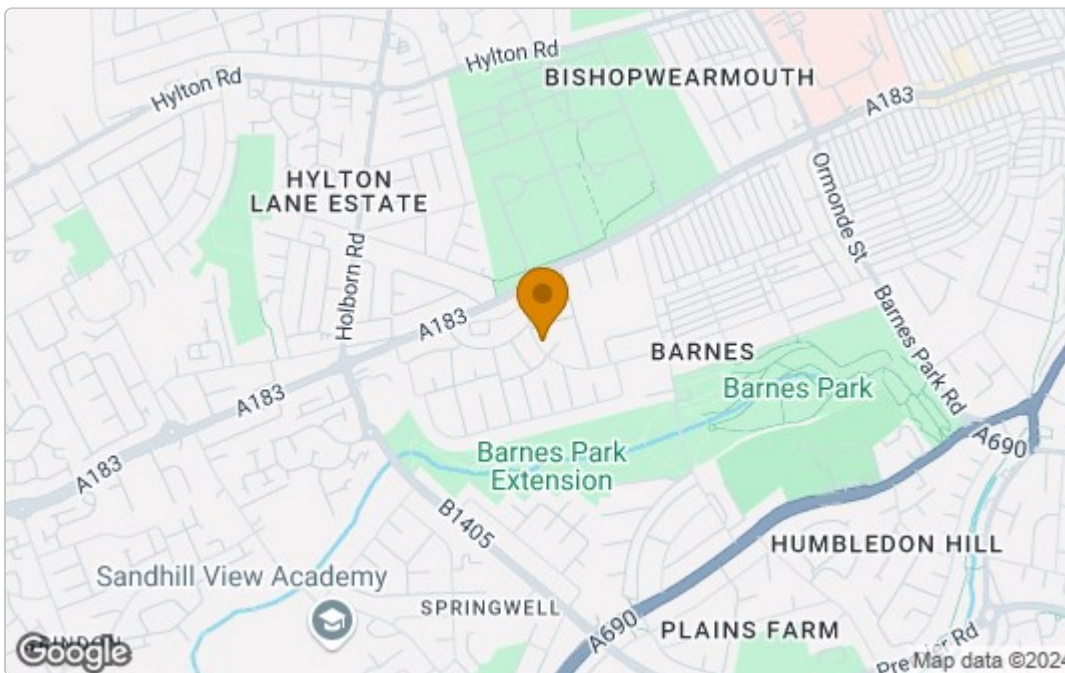 Hylton Rd
Hylton Rd
BISHOPWEARMOUTH
A183
HYLTON
LANE ESTATE
Ormonde St
Holborn Rd
A183
BARNES
Barnes Park Rd
Barnes Park
A183
A690
Barnes Park
Extension
A183
B1405
HUMBLEDON HILL
Sandhill View Academy
SPRINGWELL
A690
PLAINS FARM
Google
Map data ©2024